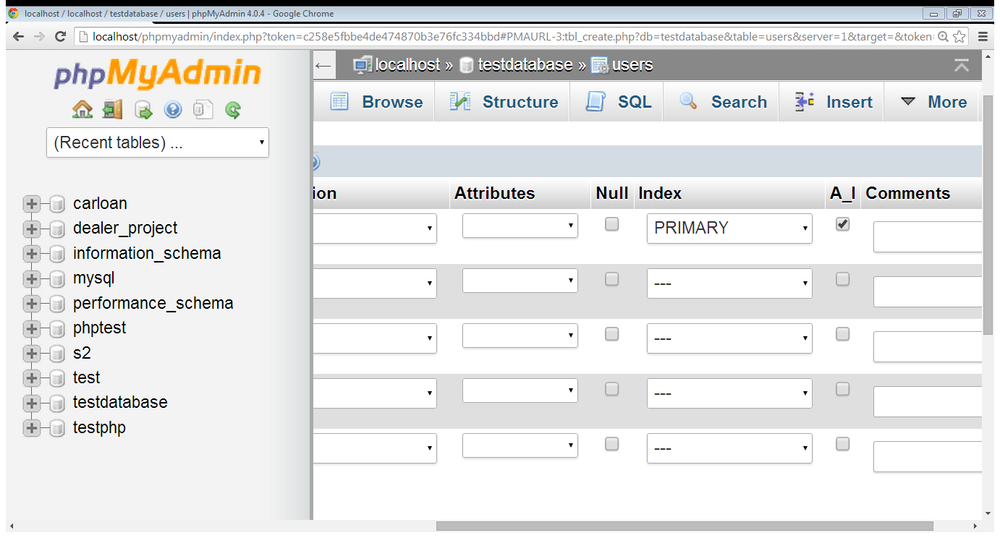 localhost / localhost / testdatabase / users | phpMyAdmin 4.0.4 - Google Chrome
localhost/phpmyadmin/index.php?token=c258e5fbbe4de474870b3e76fc334bbd#PMAURL-3:tbl_create.php?db=testdatabase&table=users&server=1&target=&token
phpMyAdmin
(Recent tables) ...
carloan
dealer_project
information_schema
mysql
performance_schema
phptest
s2
test
testdatabase
testphp
localhost » testdatabase » users
Browse Structure SQL Search Insert More
ion Attributes Null Index A_I Comments
PRIMARY
---
---
---
---